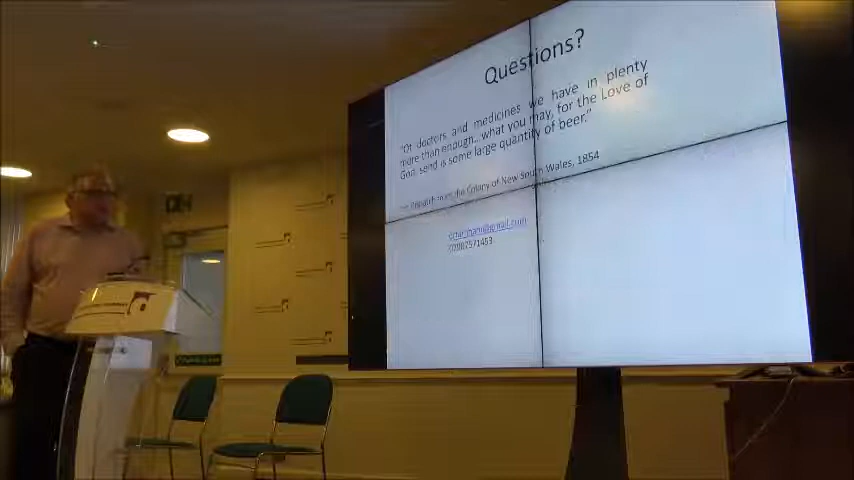 Questions?
"Of doctors and medicines we have in plenty
more than enough... what you may, for the Love of
God, send is some large quantity of beer."
the Colony of New South Wales, 1854